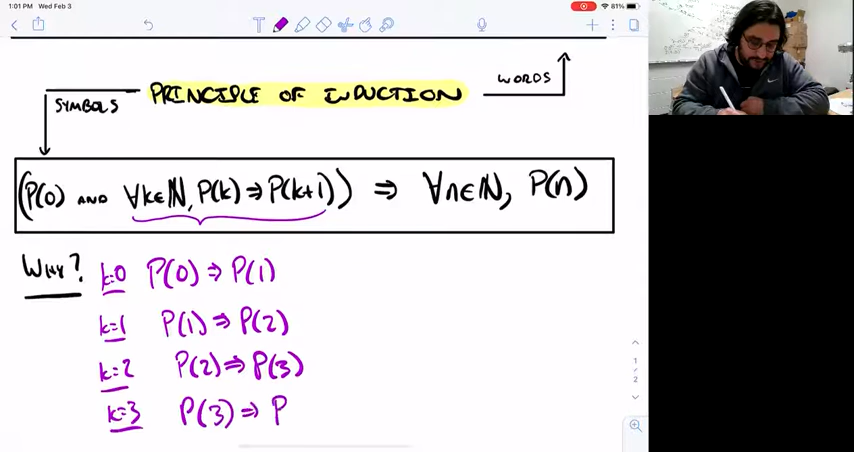 1:01 PM Wed Feb 3
81%
T
PRINCIPLE OF INDUCTION
WORDS
SYMBOLS
(P(0) AND ∀k∈ℕ, P(k) ⇒ P(k+1)) ⇒ ∀n∈ℕ, P(n)
WHY?
k=0 P(0) ⇒ P(1)
k=1 P(1) ⇒ P(2)
k=2 P(2) ⇒ P(3)
k=3 P(3) ⇒ P
1
/
2